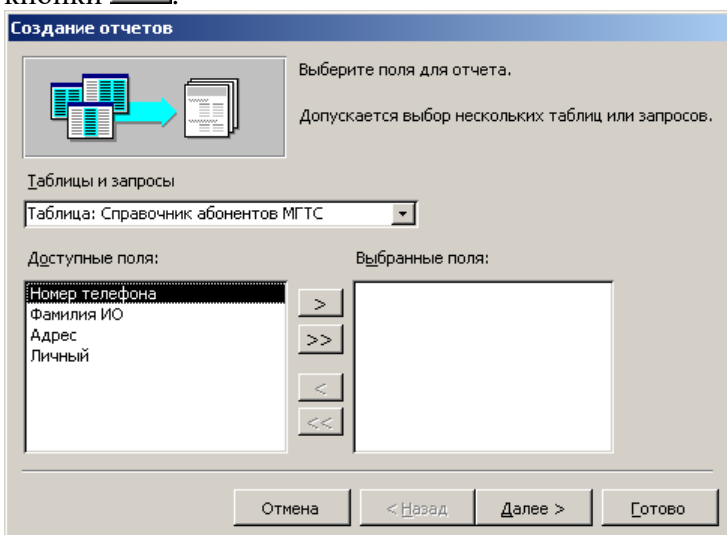 Создание отчетов
Выберите поля для отчета.
Допускается выбор нескольких таблиц или запросов.
Таблицы и запросы
Таблица: Справочник абонентов МГТС
Доступные поля:
Выбранные поля:
Номер телефона
Фамилия ИО
Адрес
Личный
>
>>
<
<<
Отмена
< Назад
Далее >
Готово